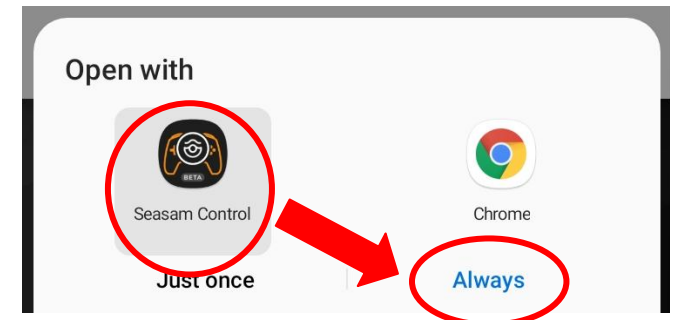 Open with
BETA
Seasam Control
Chrome
Just once
Always